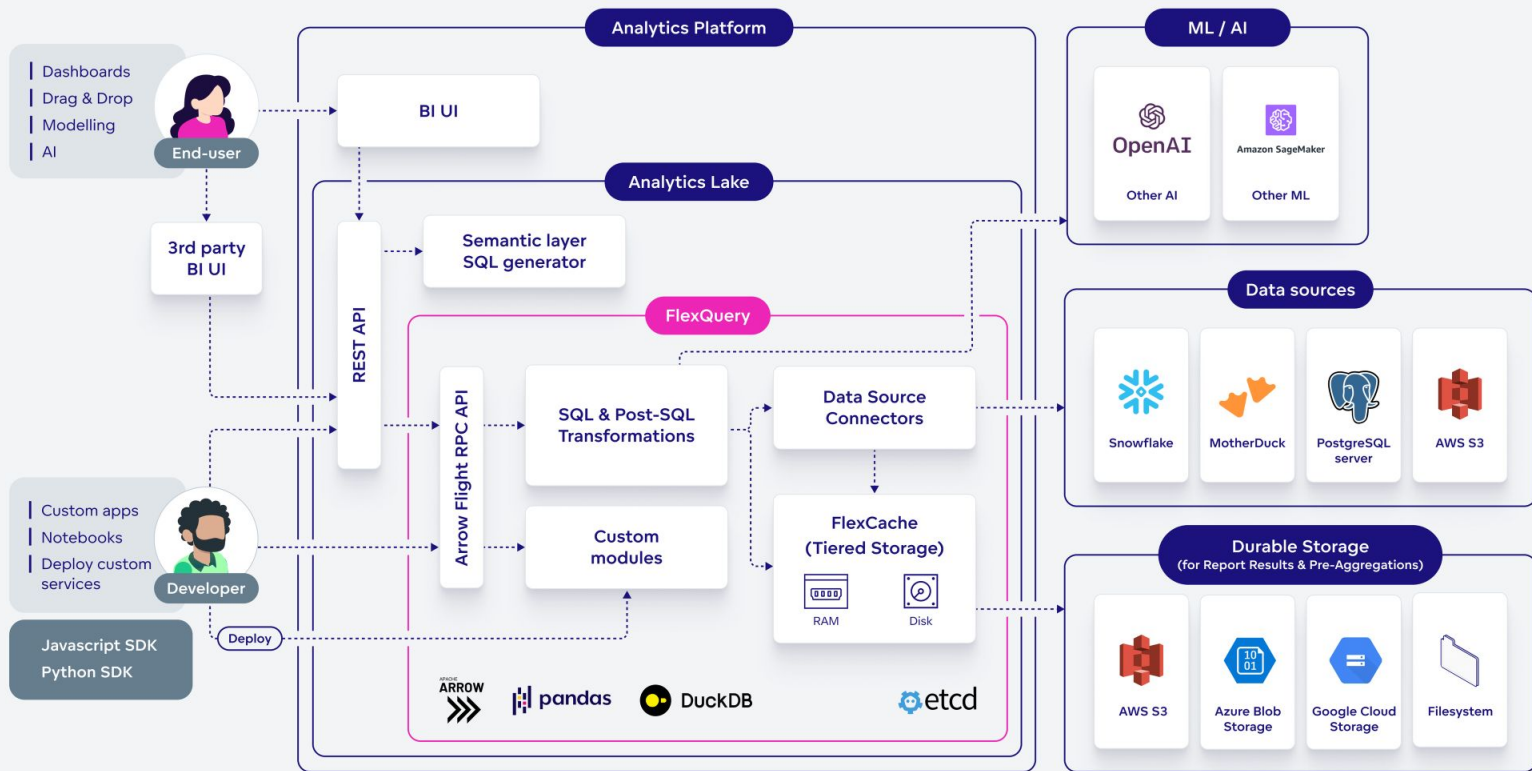 Analytics Platform
ML / AI
Dashboards
Drag & Drop
Modelling
AI
End-user
BI UI
OpenAI
Other AI
Amazon SageMaker
Other ML
Analytics Lake
3rd party
BI UI
REST API
Semantic layer
SQL generator
Data sources
FlexQuery
Arrow Flight RPC API
SQL & Post-SQL
Transformations
Data Source
Connectors
Snowflake
MotherDuck
PostgreSQL
server
AWS S3
Custom apps
Notebooks
Deploy custom
services
Developer
Custom
modules
FlexCache
(Tiered Storage)
RAM
Disk
Durable Storage
(for Report Results & Pre-Aggregations)
Deploy
Javascript SDK
Python SDK
AWS S3
10
01
Azure Blob
Storage
Google Cloud
Storage
Filesystem
APACHE
ARROW
pandas
DuckDB
etcd